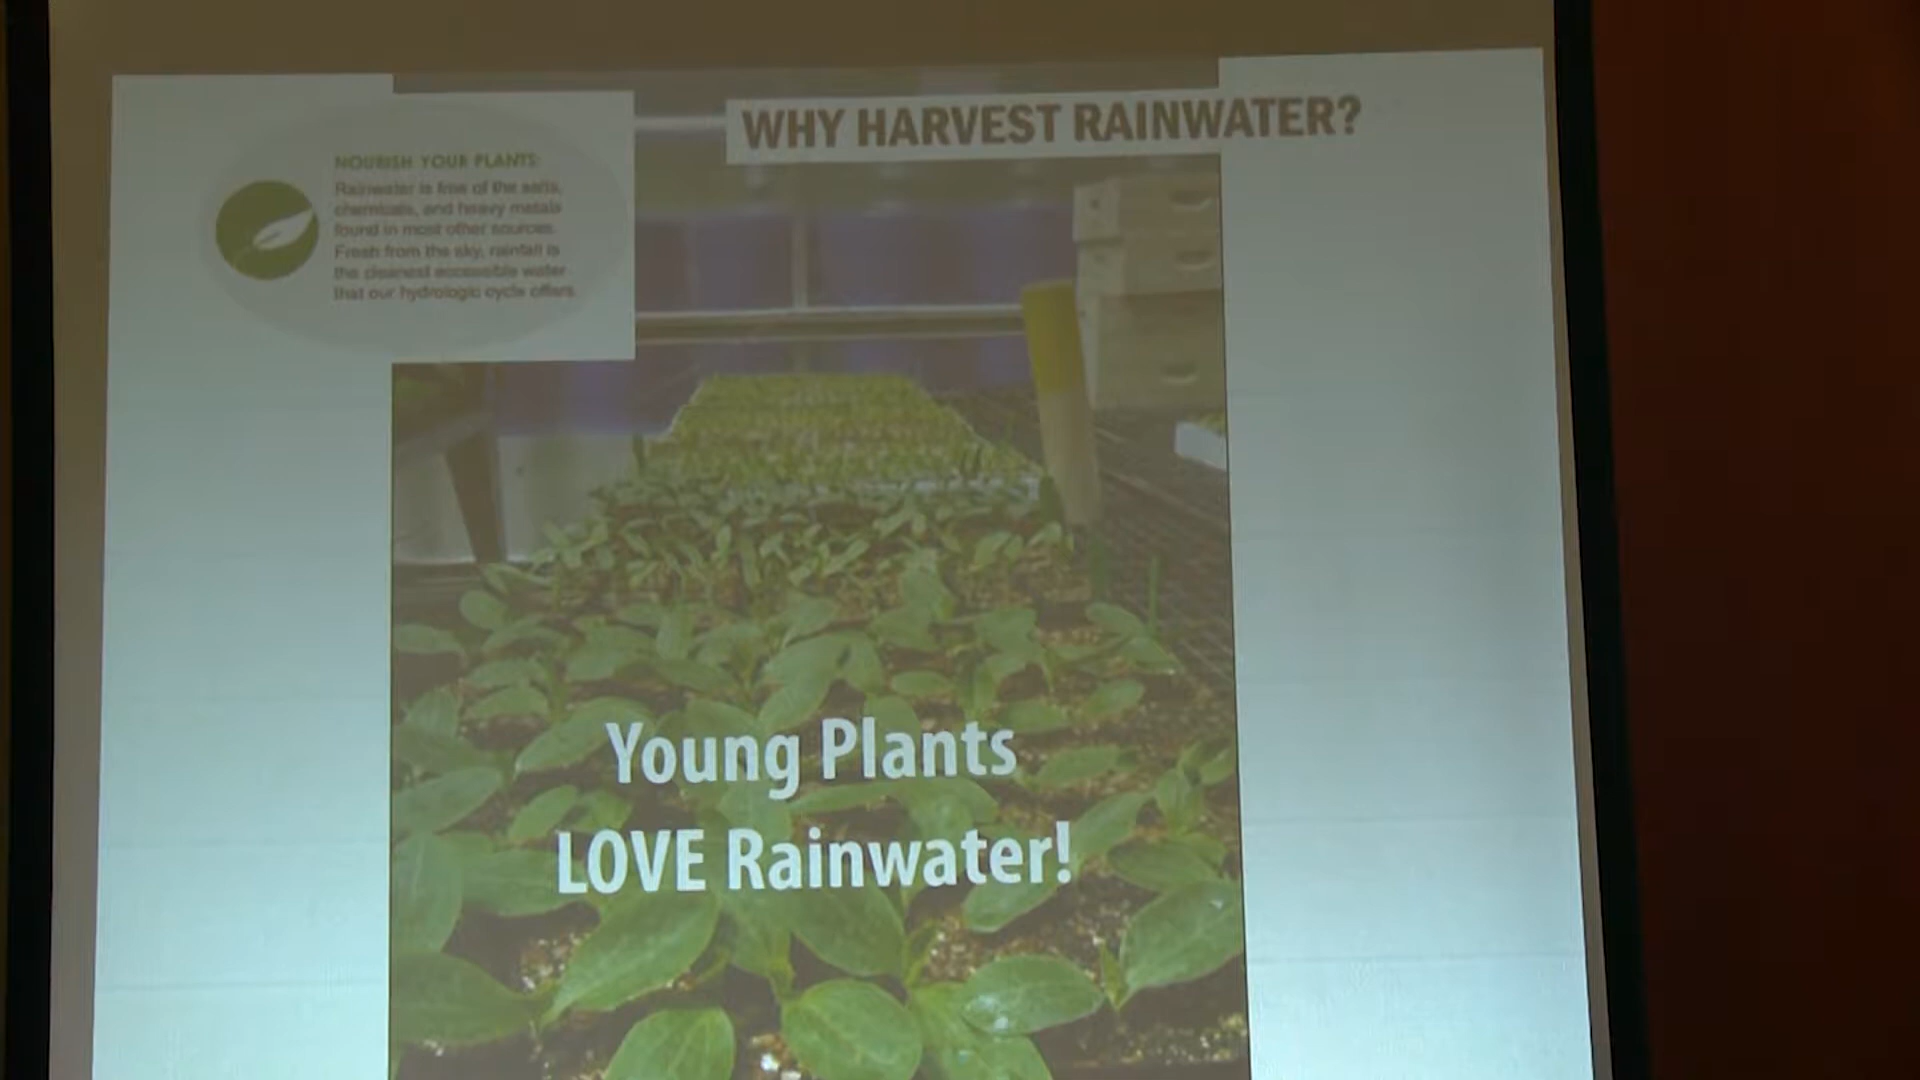 WHY HARVEST RAINWATER?
NOURISH YOUR PLANTS:
Rainwater is free of the salts,
chemicals, and heavy metals
found in most other sources.
Fresh from the sky, rainfall is
the cleanest accessible water
that our hydrologic cycle offers.
Young Plants
LOVE Rainwater!